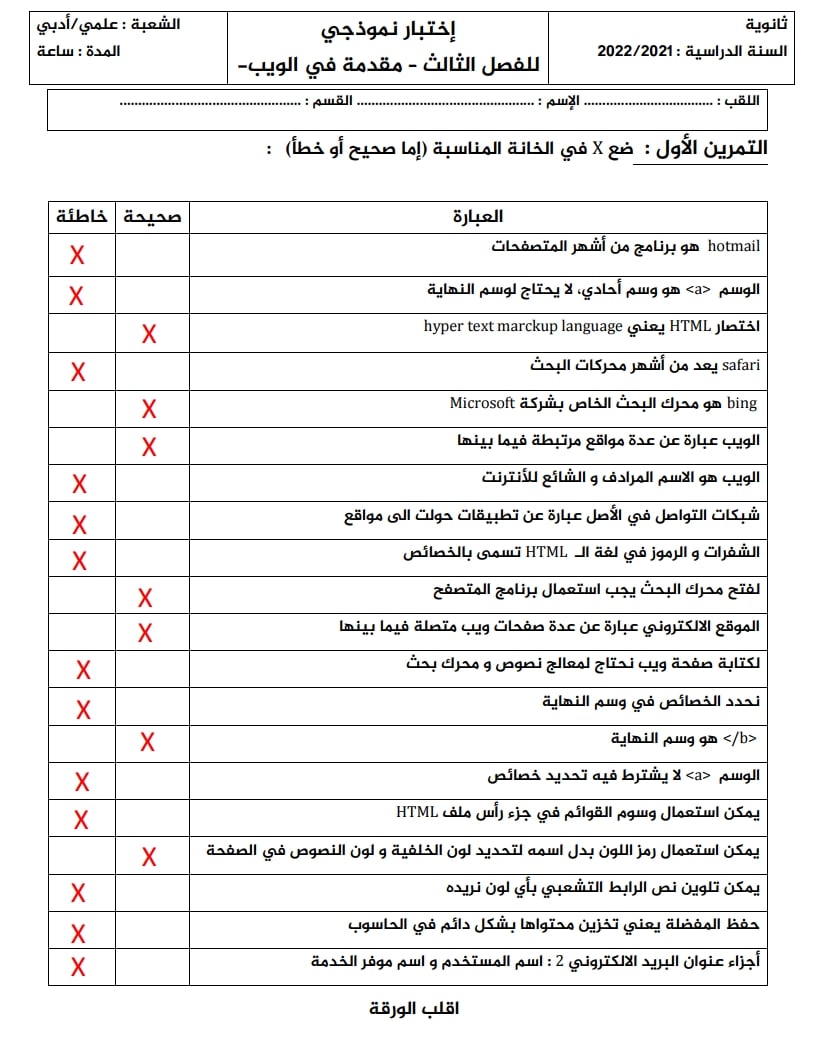 ثانوية
السنة الدراسية : 2022/2021
إختبار نموذجي
للفصل الثالث - مقدمة في الويب-
الشعبة : علمي/أدبي
المدة : ساعة
اللقب : ................................. الإسم : ................................................ القسم : .................................................
التمرين الأول : ضع X في الخانة المناسبة (إما صحيح أو خطأ) :
العبارة صحيحة خاطئة
hotmail هو برنامج من أشهر المتصفحات X
الوسم <a> هو وسم أحادي، لا يحتاج لوسم النهاية X
اختصار HTML يعني hyper text marckup language X
safari يعد من أشهر محركات البحث X
bing هو محرك البحث الخاص بشركة Microsoft X
الويب عبارة عن عدة مواقع مرتبطة فيما بينها X
الويب هو الاسم المرادف و الشائع للأنترنت X
شبكات التواصل في الأصل عبارة عن تطبيقات حولت الى مواقع X
الشفرات و الرموز في لغة الـ HTML تسمى بالخصائص X
لفتح محرك البحث يجب استعمال برنامج المتصفح X
الموقع الالكتروني عبارة عن عدة صفحات ويب متصلة فيما بينها X
لكتابة صفحة ويب نحتاج لمعالج نصوص و محرك بحث X
نحدد الخصائص في وسم النهاية X
</b> هو وسم النهاية X
الوسم <a> لا يشترط فيه تحديد خصائص X
يمكن استعمال وسوم القوائم في جزء رأس ملف HTML X
يمكن استعمال رمز اللون بدل اسمه لتحديد لون الخلفية و لون النصوص في الصفحة X
يمكن تلوين نص الرابط التشعبي بأي لون نريده X
حفظ المفضلة يعني تخزين محتواها بشكل دائم في الحاسوب X
أجزاء عنوان البريد الالكتروني 2 : اسم المستخدم و اسم موفر الخدمة X
اقلب الورقة